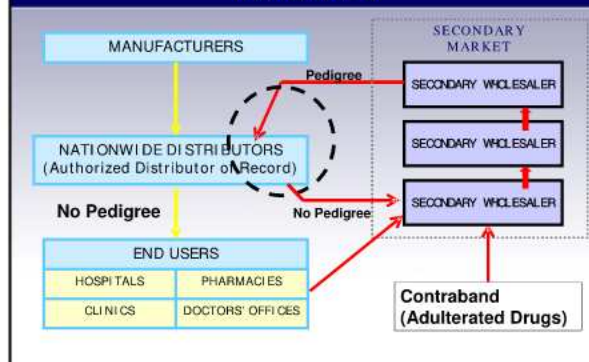 MANUFACTURERS
SECONDARY
MARKET
Pedigree
SECONDARY WHOLESALER
NATIONWIDE DISTRIBUTORS
(Authorized Distributor of Record)
SECONDARY WHOLESALER
No Pedigree
No Pedigree
SECONDARY WHOLESALER
END USERS
HOSPITALS
PHARMACIES
CLINICS
DOCTORS' OFFICES
Contraband
(Adulterated Drugs)